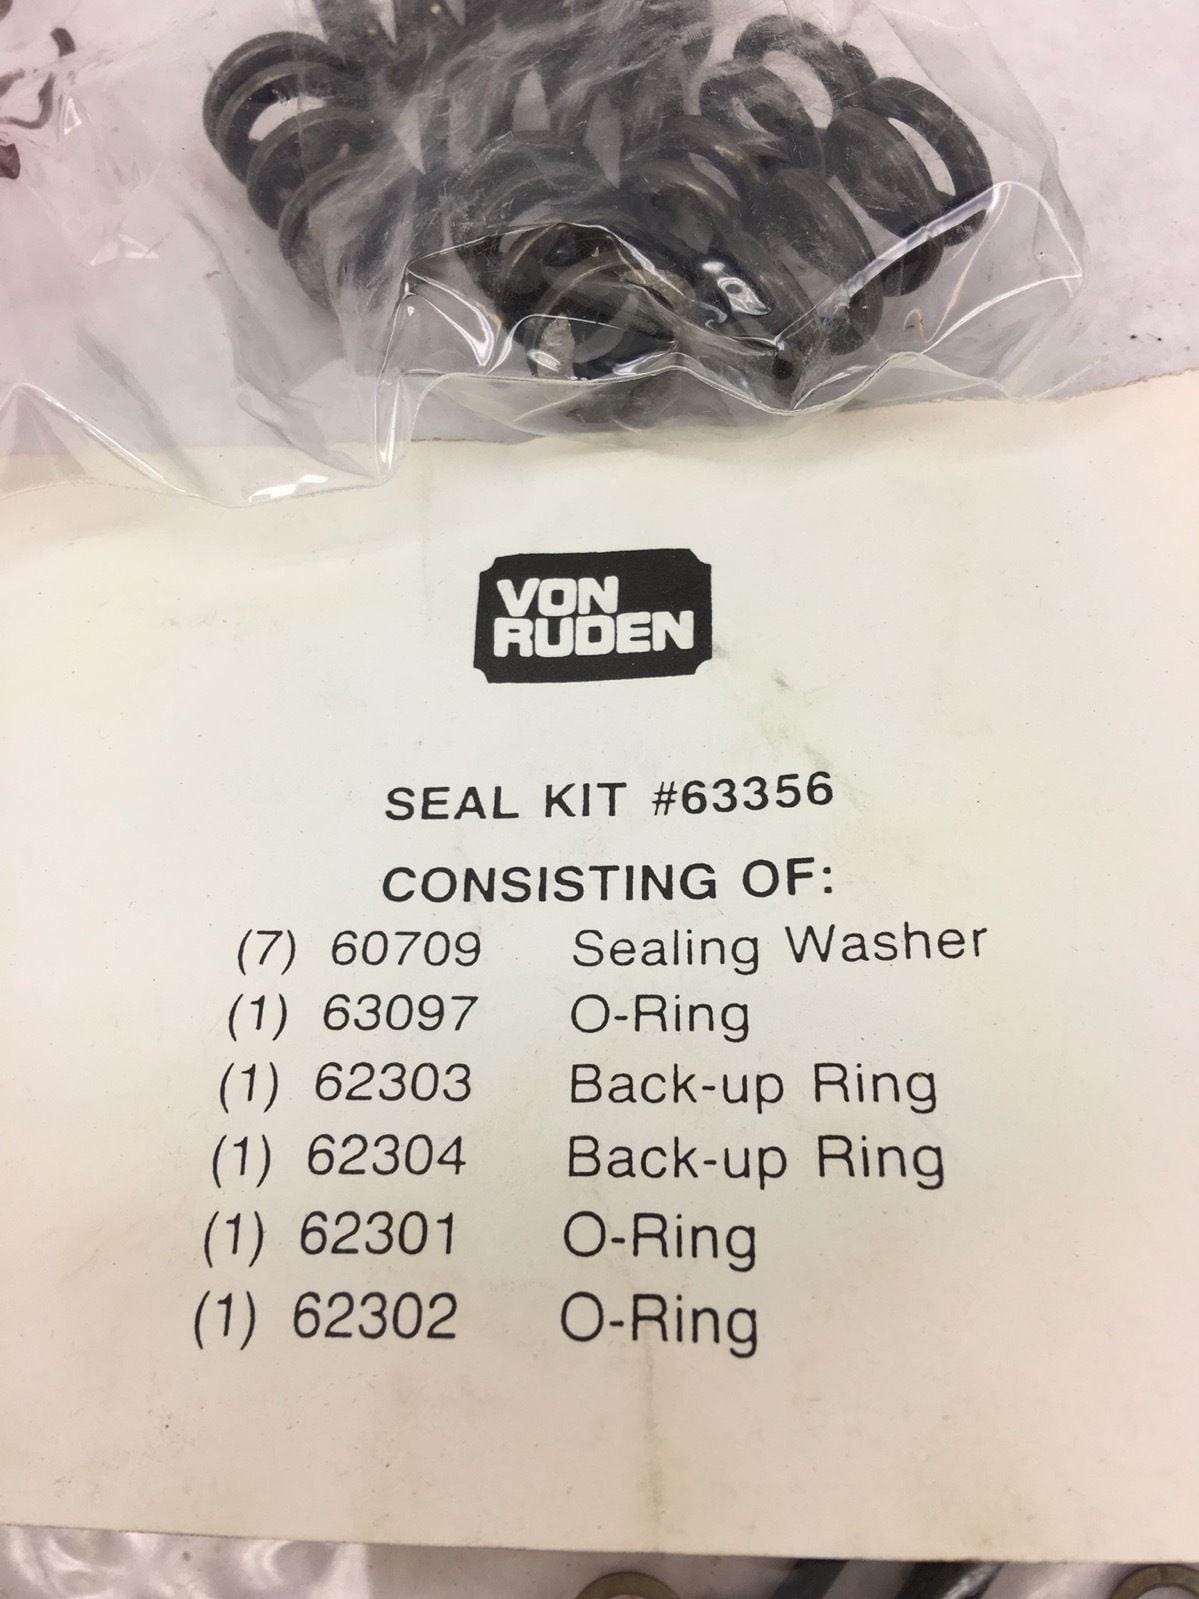 VON
RUDEN
SEAL KIT #63356
CONSISTING OF:
(7) 60709 Sealing Washer
(1) 63097 O-Ring
(1) 62303 Back-up Ring
(1) 62304 Back-up Ring
(1) 62301 O-Ring
(1) 62302 O-Ring